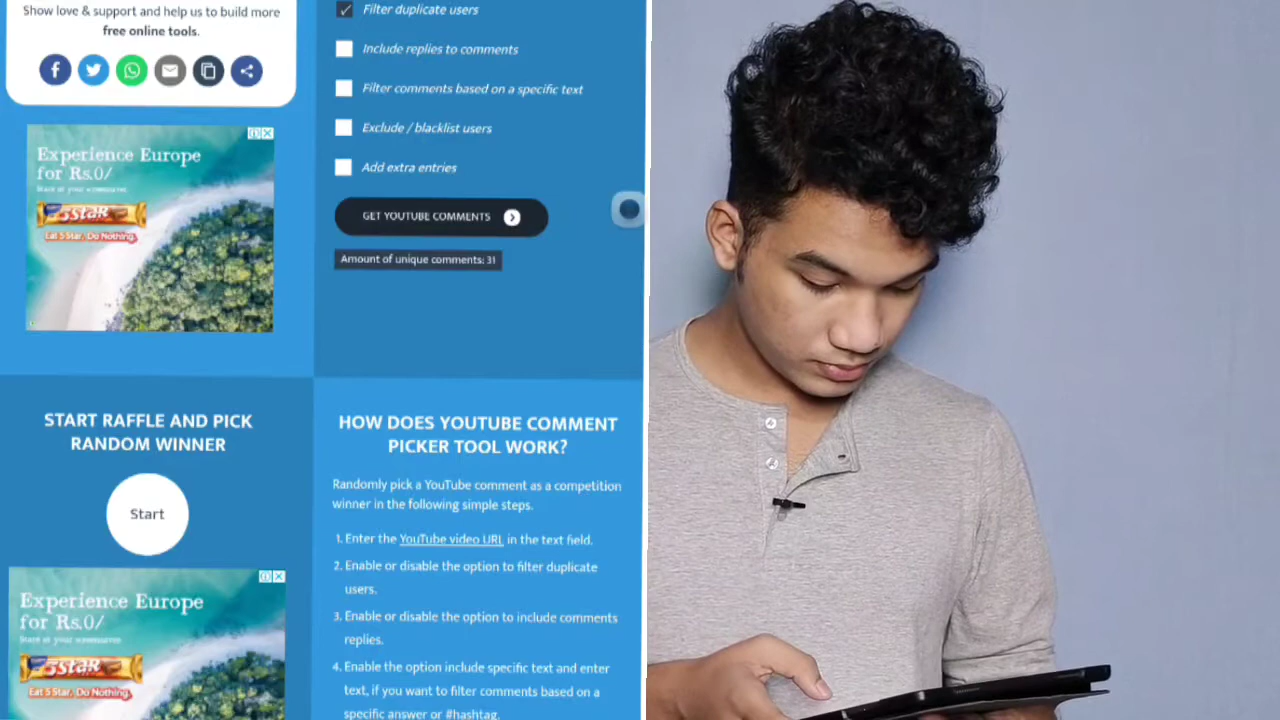 Show love & support and help us to build more
free online tools.
Experience Europe
for Rs.0/
5STAR
Eat 5 Star, Do Nothing.
START RAFFLE AND PICK
RANDOM WINNER
Start
Experience Europe
for Rs.0/
5STAR
Eat 5 Star, Do Nothing.
Filter duplicate users
Include replies to comments
Filter comments based on a specific text
Exclude / blacklist users
Add extra entries
GET YOUTUBE COMMENTS
Amount of unique comments: 31
HOW DOES YOUTUBE COMMENT
PICKER TOOL WORK?
Randomly pick a YouTube comment as a competition
winner in the following simple steps.
1. Enter the YouTube video URL in the text field.
2. Enable or disable the option to filter duplicate
users.
3. Enable or disable the option to include comments
replies.
4. Enable the option include specific text and enter
text, if you want to filter comments based on a
specific answer or #hashtag.